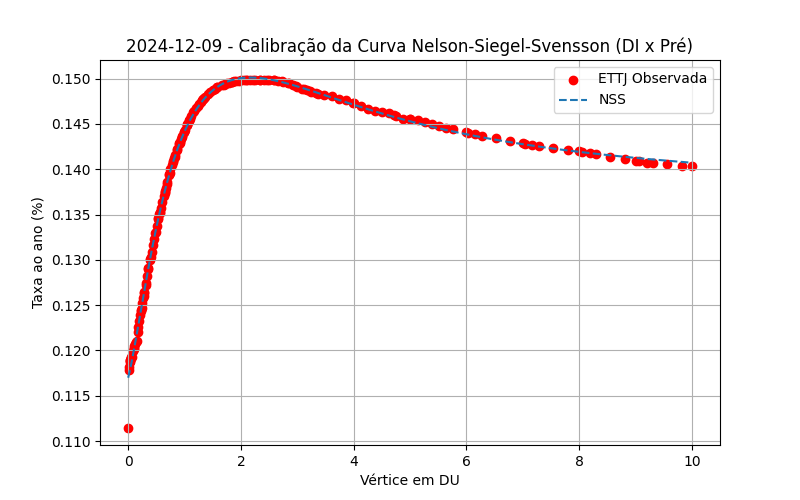 2024-12-09 - Calibração da Curva Nelson-Siegel-Svensson (DI x Pré)
ETTJ Observada
NSS
Taxa ao ano (%)
0.150
0.145
0.140
0.135
0.130
0.125
0.120
0.115
0.110
0 2 4 6 8 10
Vértice em DU